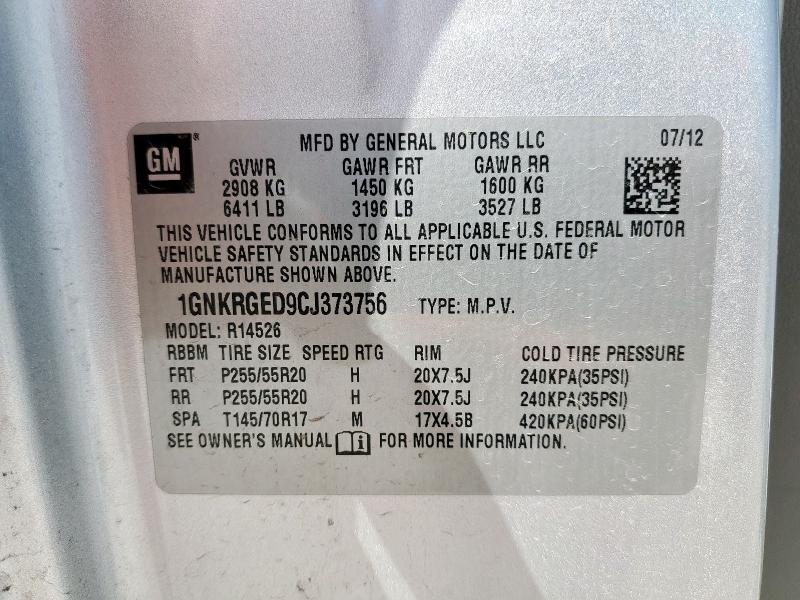 GM® MFD BY GENERAL MOTORS LLC 07/12
GVWR GAWR FRT GAWR RR
2908 KG 1450 KG 1600 KG
6411 LB 3196 LB 3527 LB
THIS VEHICLE CONFORMS TO ALL APPLICABLE U.S. FEDERAL MOTOR
VEHICLE SAFETY STANDARDS IN EFFECT ON THE DATE OF
MANUFACTURE SHOWN ABOVE.
1GNKRGED9CJ373756 TYPE: M.P.V.
MODEL: R14526
RBBM TIRE SIZE SPEED RTG RIM COLD TIRE PRESSURE
FRT P255/55R20 H 20X7.5J 240KPA(35PSI)
RR P255/55R20 H 20X7.5J 240KPA(35PSI)
SPA T145/70R17 M 17X4.5B 420KPA(60PSI)
SEE OWNER'S MANUAL i FOR MORE INFORMATION.